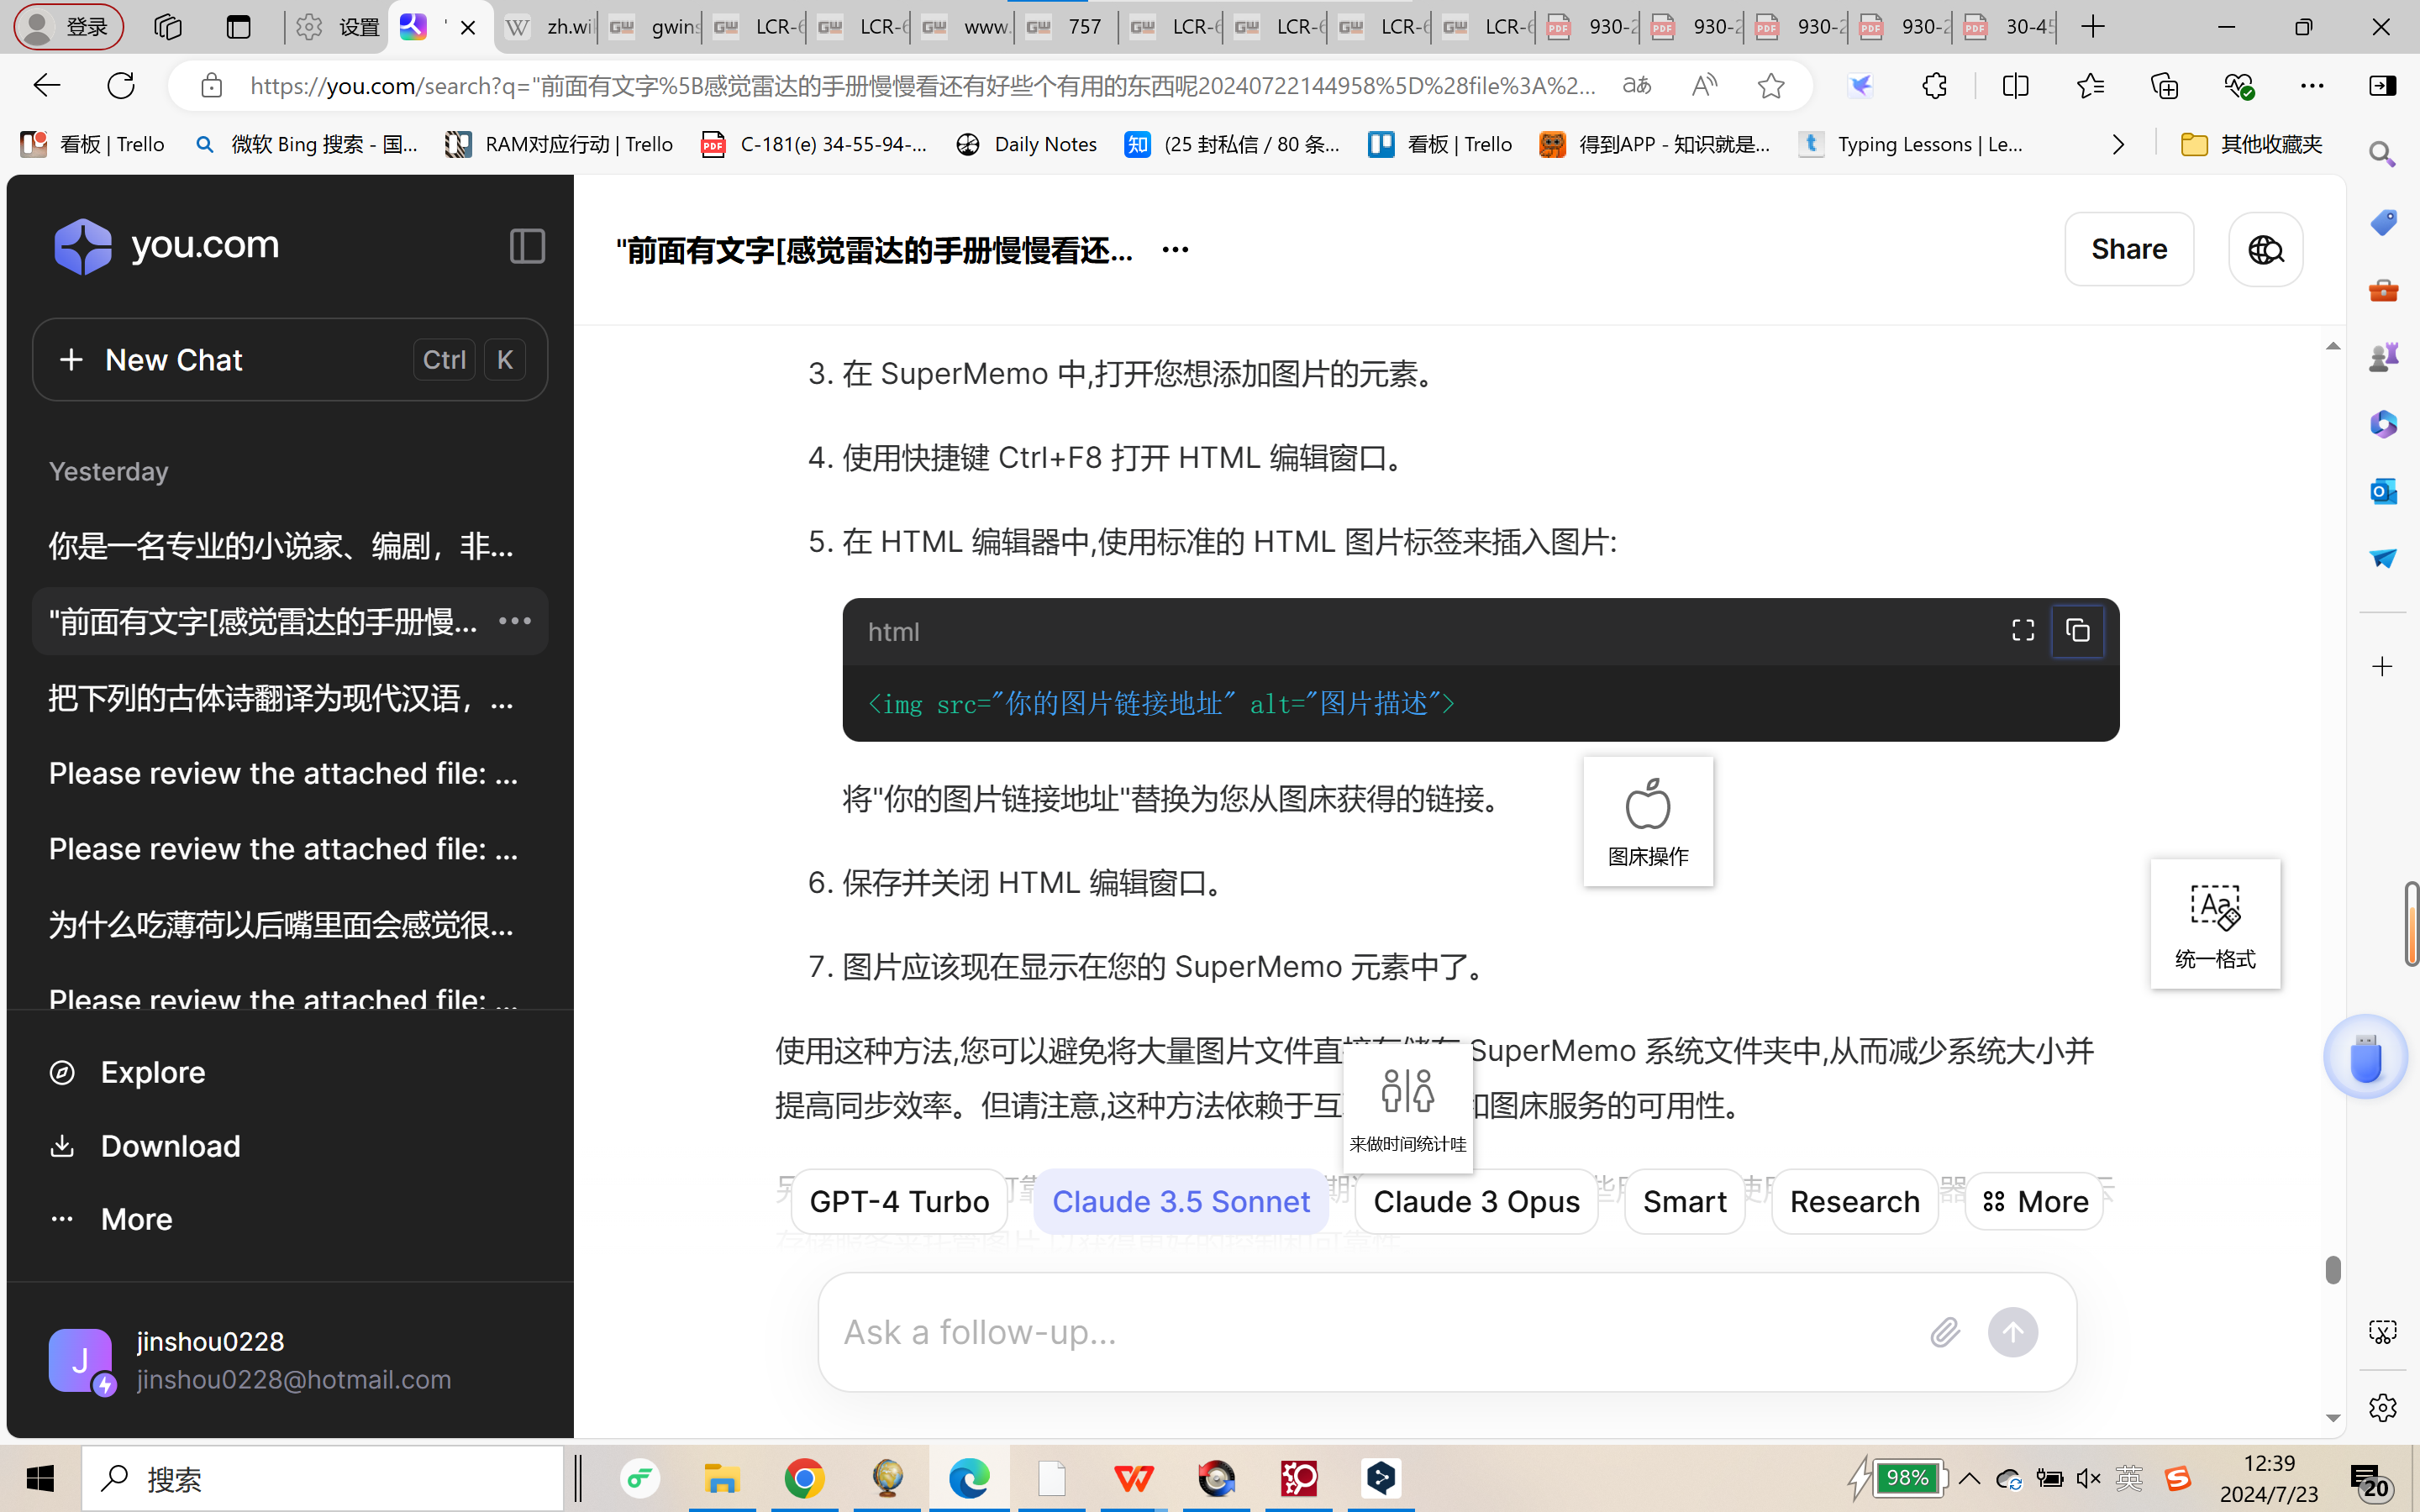 登录
设置
zh.wi
gwins
LCR-6
LCR-6
www.
757
LCR-6
LCR-6
LCR-6
LCR-6
930-2
930-2
930-2
930-2
30-45
https://you.com/search?q="前面有文字%5B感觉雷达的手册慢慢看还有好些个有用的东西呢20240722144958%5D%28file%3A%2...
看板 | Trello
微软 Bing 搜索 - 国...
RAM对应行动 | Trello
C-181(e) 34-55-94-...
Daily Notes
(25 封私信 / 80 条...
看板 | Trello
得到APP - 知识就是...
Typing Lessons | Le...
其他收藏夹
you.com
New Chat
Ctrl K
Yesterday
你是一名专业的小说家、编剧，非...
"前面有文字[感觉雷达的手册慢...
把下列的古体诗翻译为现代汉语，...
Please review the attached file: ...
Please review the attached file: ...
为什么吃薄荷以后嘴里面会感觉很...
Please review the attached file: ...
Explore
Download
More
J
jinshou0228
jinshou0228@hotmail.com
"前面有文字[感觉雷达的手册慢慢看还...
Share
3. 在 SuperMemo 中,打开您想添加图片的元素。
4. 使用快捷键 Ctrl+F8 打开 HTML 编辑窗口。
5. 在 HTML 编辑器中,使用标准的 HTML 图片标签来插入图片:
html
<img src="你的图片链接地址" alt="图片描述">
将"你的图片链接地址"替换为您从图床获得的链接。
图床操作
6. 保存并关闭 HTML 编辑窗口。
统一格式
7. 图片应该现在显示在您的 SuperMemo 元素中了。
使用这种方法,您可以避免将大量图片文件直接存储在 SuperMemo 系统文件夹中,从而减少系统大小并
提高同步效率。但请注意,这种方法依赖于互 和图床服务的可用性。
来做时间统计哇
GPT-4 Turbo
Claude 3.5 Sonnet
Claude 3 Opus
Smart
Research
More
Ask a follow-up...
搜索
98%
英
12:39
2024/7/23
20